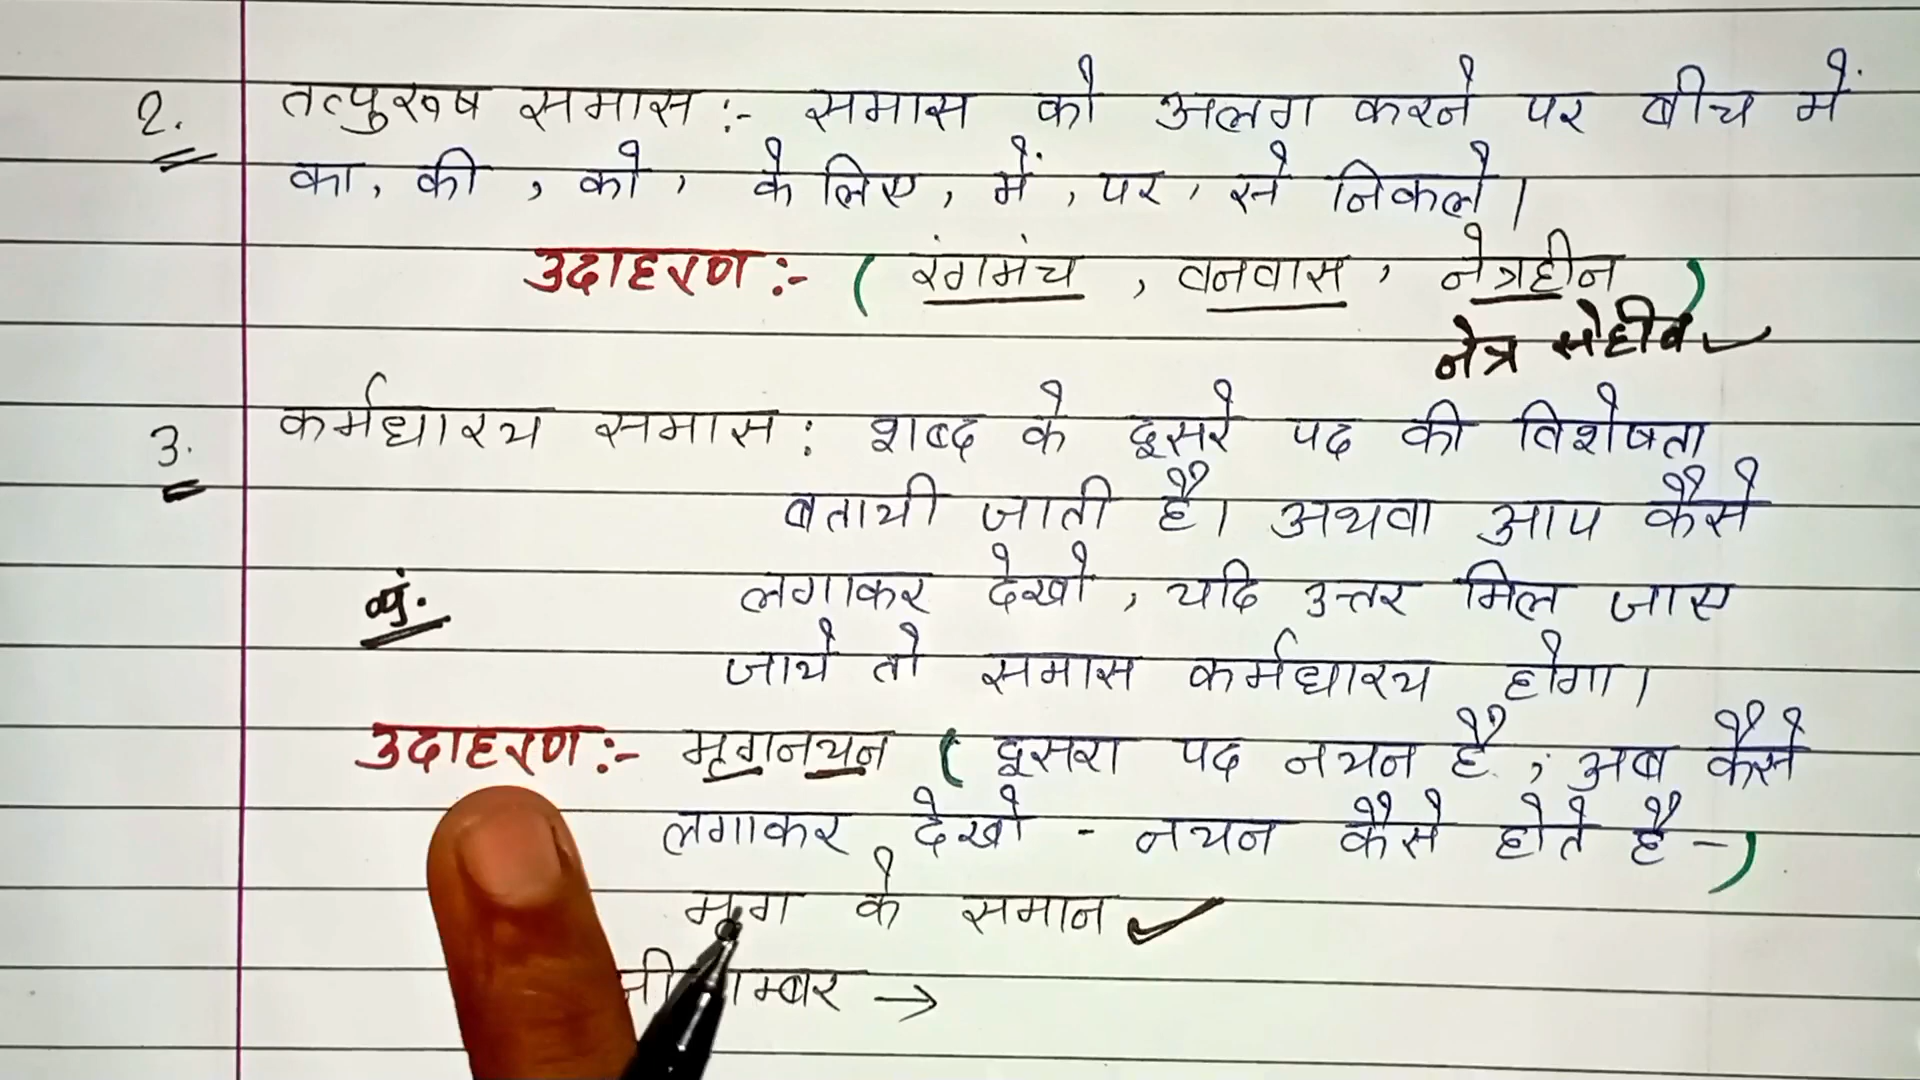 2. तत्पुरुष समास :- समास को अलग करने पर बीच में
का, की, को, के लिए, में, पर, से निकले।
उदाहरण :- ( रंगमंच , वनवास , नेत्रहीन )
नेत्र से हीन
3. कर्मधारय समास : शब्द के दूसरे पद की विशेषता
बतायी जाती है। अथवा आप कैसे
लगाकर देखो , यदि उत्तर मिल जाए
जाये तो समास कर्मधारय होगा।
उदाहरण :- मृगनयन ( दूसरा पद नयन है , अब कैसे
लगाकर देखो - नयन कैसे होते है - )
मृग के समान
→